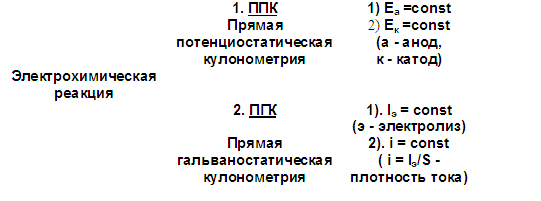 Электрохимическая
реакция
1. ППК
Прямая
потенциостатическая
кулонометрия
1) Eа =const
2) Eк =const
(а - анод,
к - катод)
2. ПГК
Прямая
гальваностатическая
кулонометрия
1). Iэ = const
(э - электролиз)
2). i = const
( i = Iэ/S -
плотность тока)